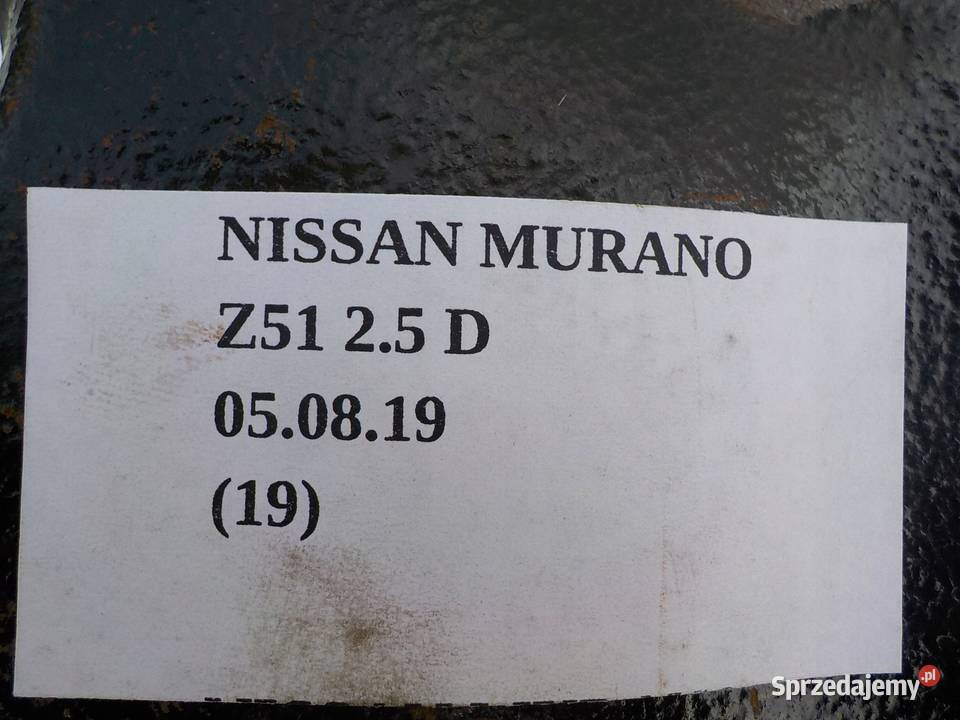 NISSAN MURANO
Z51 2.5 D
05.08.19
(19)
Sprzedajemy.pl